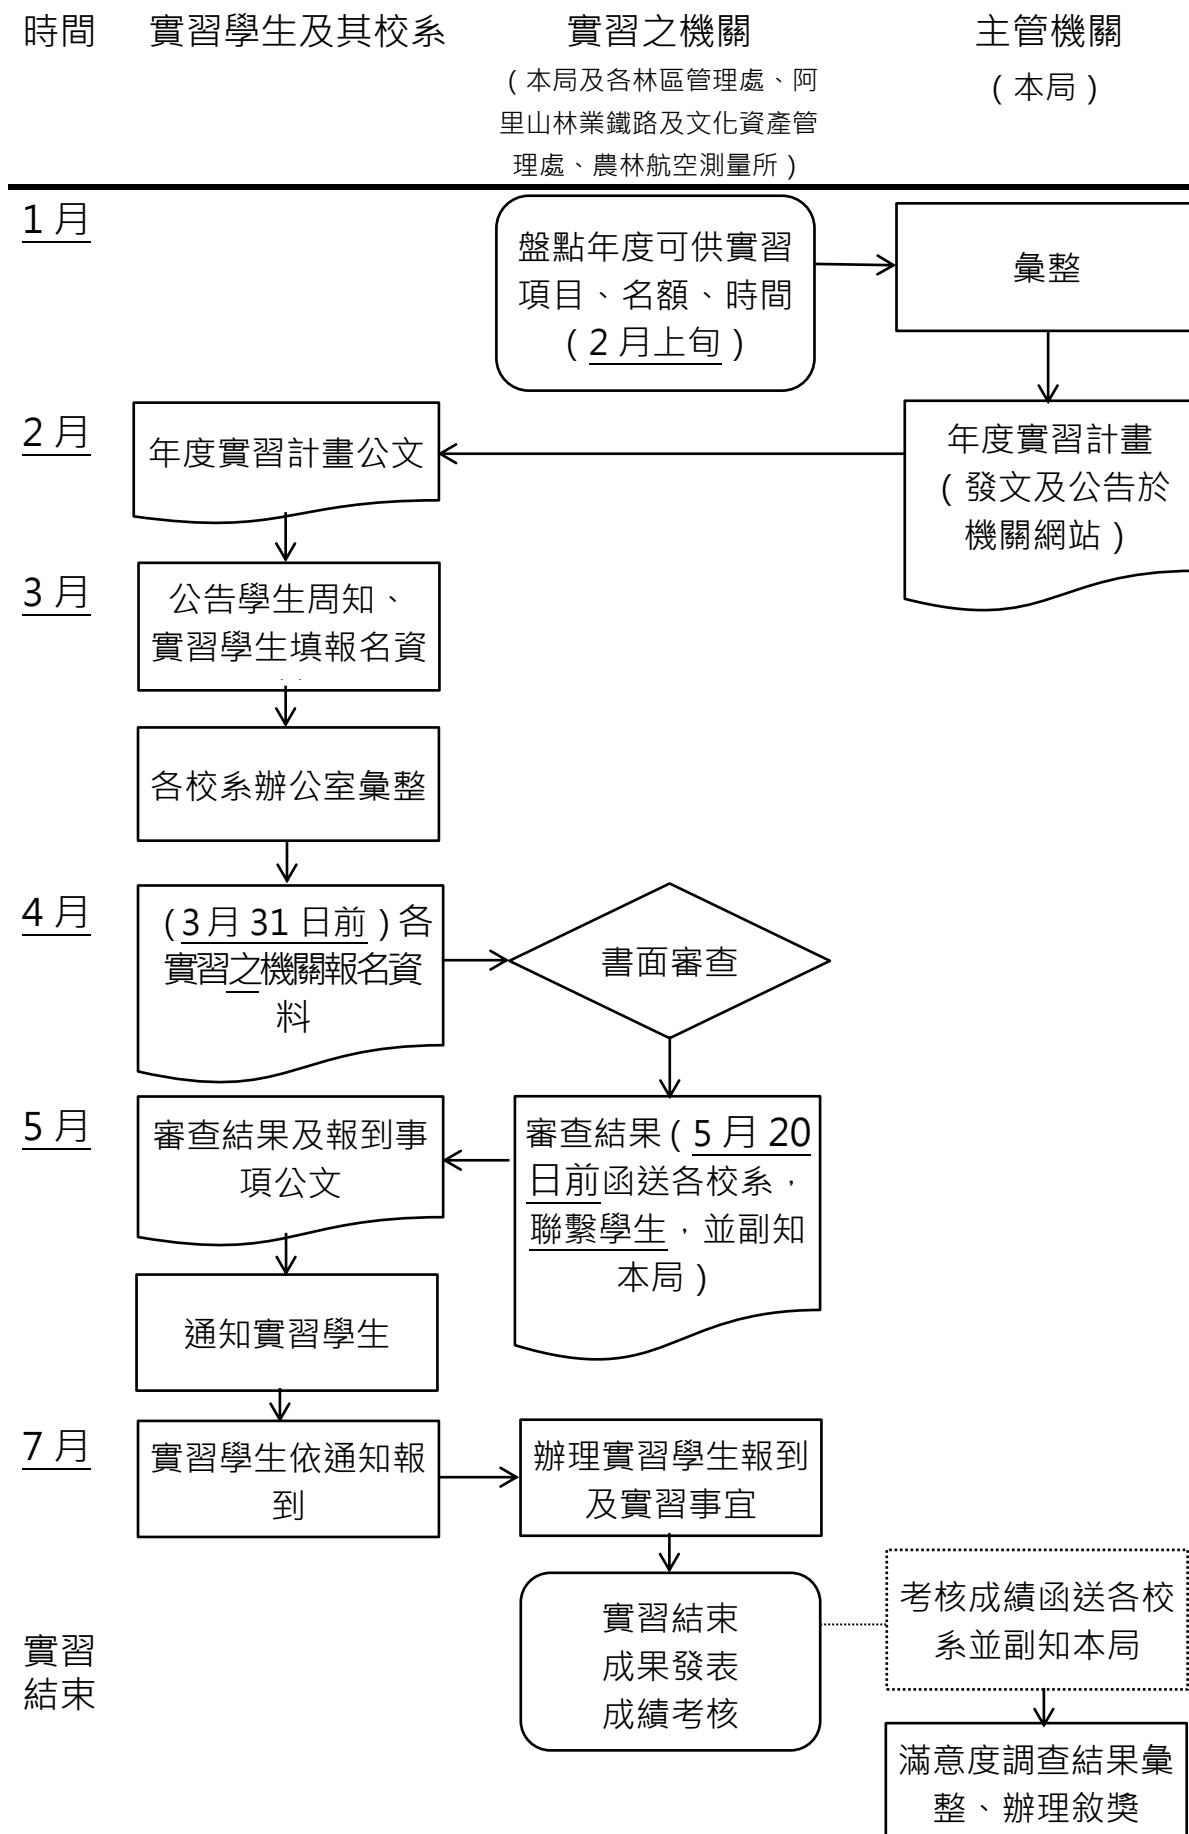 時間
實習學生及其校系
實習之機關
主管機關
（本局及各林區管理處、阿
里山林業鐵路及文化資產管
理處、農林航空測量所）
（本局）
1月
盤點年度可供實習
項目、名額、時間
（2月上旬）
彙整
2月
年度實習計畫公文
年度實習計畫
（發文及公告於
機關網站）
3月
公告學生周知、
實習學生填報名資
各校系辦公室彙整
4月
（3月31日前）各
實習之機關報名資
料
書面審查
5月
審查結果及報到事
項公文
審查結果（5月20
日前函送各校系，
聯繫學生，並副知
本局）
通知實習學生
7月
實習學生依通知報
到
辦理實習學生報到
及實習事宜
實習
結束
實習結束
成果發表
成績考核
考核成績函送各校
系並副知本局
滿意度調查結果彙
整、辦理敘獎